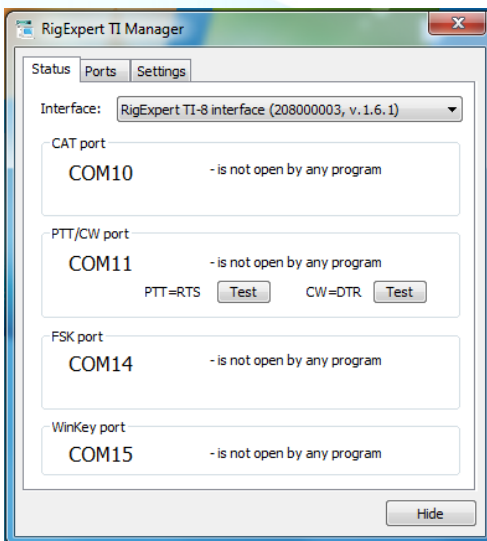 RigExpert TI Manager
Status Ports Settings
Interface: RigExpert TI-8 interface (208000003, v.1.6.1)
CAT port
COM10 - is not open by any program
PTT/CW port
COM11 - is not open by any program
PTT=RTS Test CW=DTR Test
FSK port
COM14 - is not open by any program
WinKey port
COM15 - is not open by any program
Hide